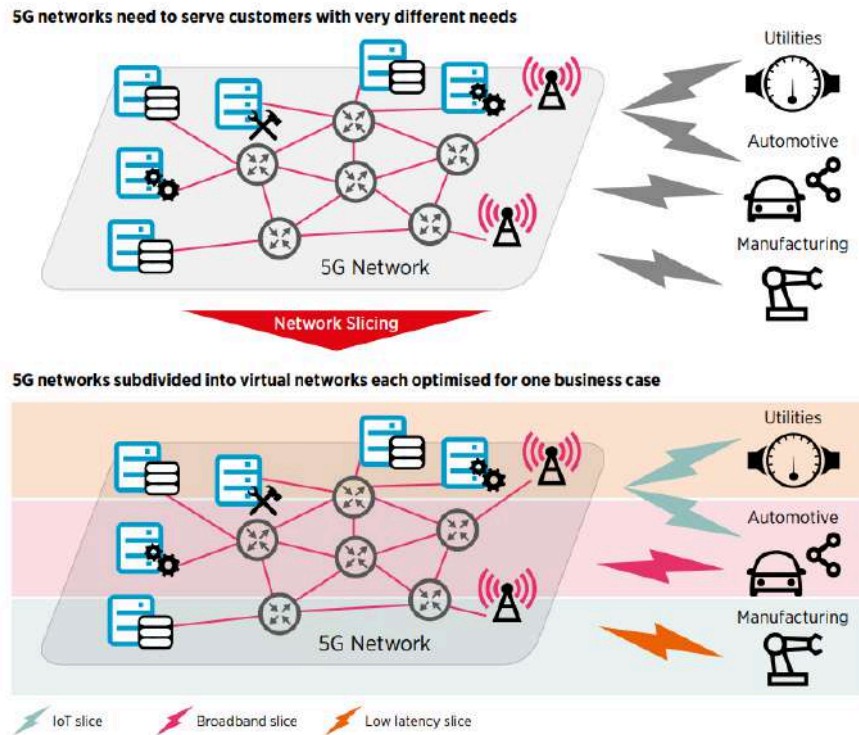 5G networks need to serve customers with very different needs
Utilities
Automotive
Manufacturing
5G Network
Network Slicing
5G networks subdivided into virtual networks each optimised for one business case
Utilities
Automotive
Manufacturing
5G Network
IoT slice
Broadband slice
Low latency slice